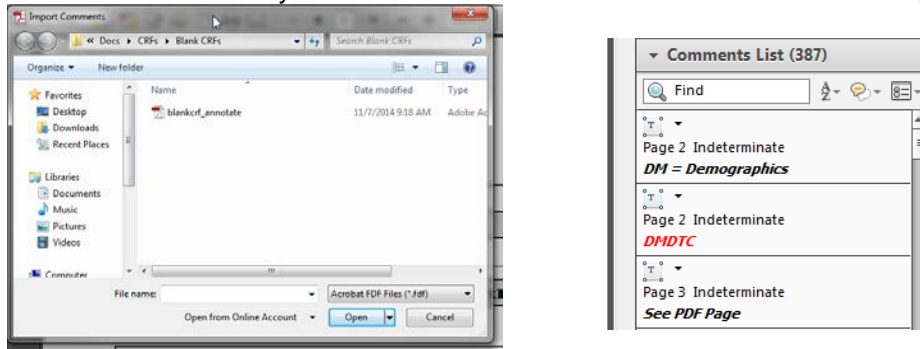 Import Comments
« Docs ▸ CRFs ▸ Blank CRFs
Search Blank CRFs
Organize New folder
Name Date modified Type
Favorites
Desktop
Downloads
Recent Places
blankcrf_annotate 11/7/2014 9:18 AM Adobe Ac
Libraries
Documents
Music
Pictures
Videos
Computer
File name: Acrobat FDF Files (*.fdf)
Open from Online Account Open Cancel
Comments List (387)
Find
T
Page 2 Indeterminate
DM = Demographics
T
Page 2 Indeterminate
DMDTC
T
Page 3 Indeterminate
See PDF Page